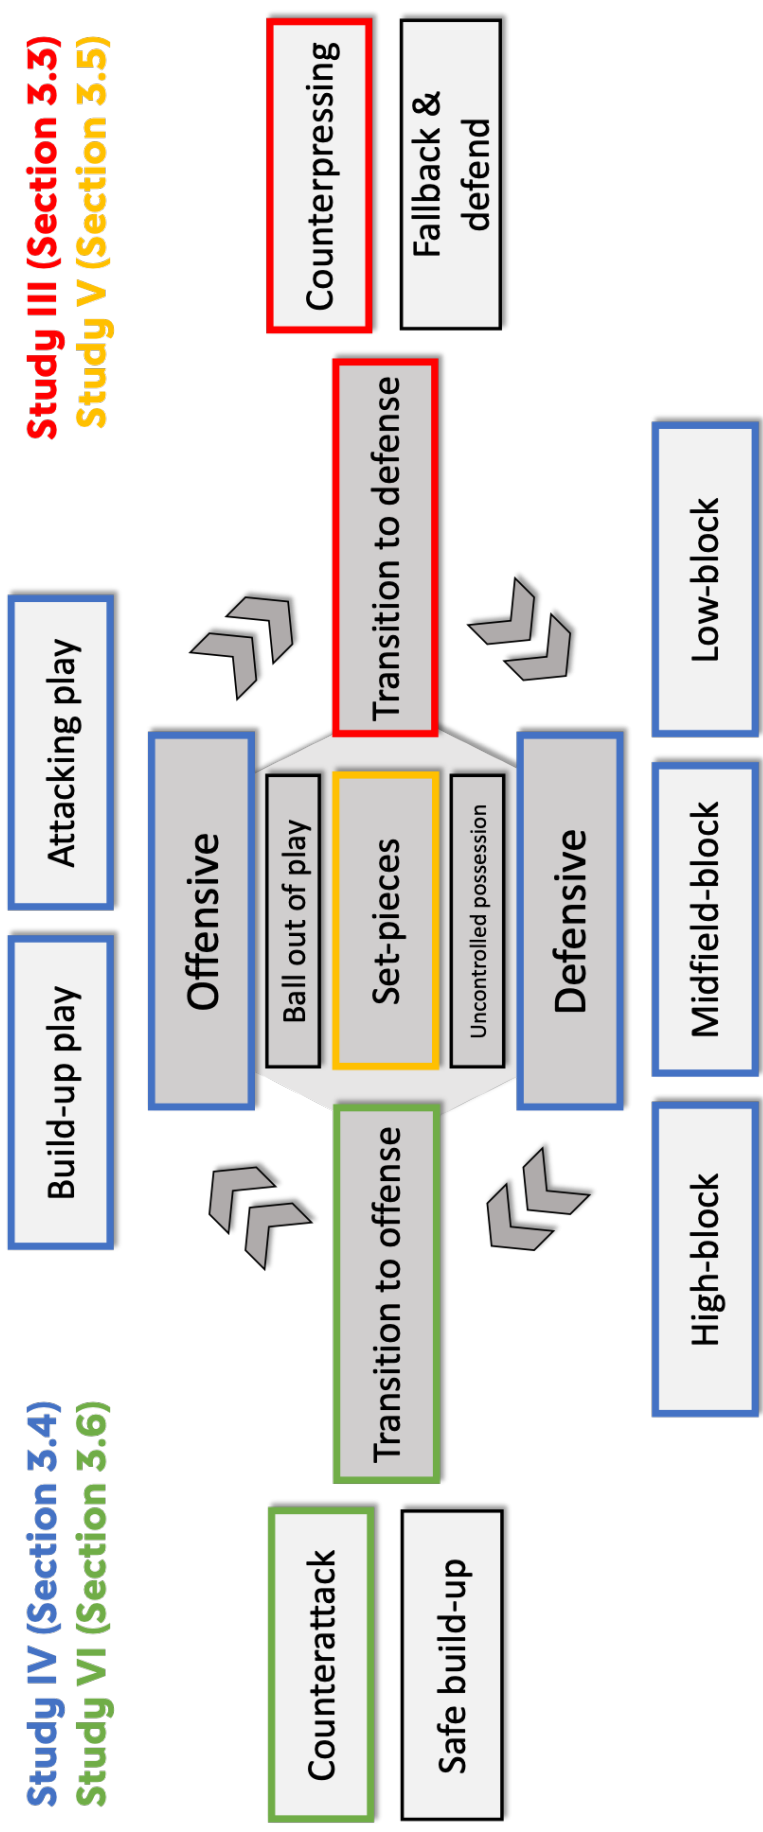 Study IV (Section 3.4)
Study VI (Section 3.6)
Study III (Section 3.3)
Study V (Section 3.5)
Build-up play
Attacking play
Offensive
Counterattack
Safe build-up
Transition to offense
Ball out of play
Set-pieces
Uncontrolled possession
Transition to defense
Counterpressing
Fallback &
defend
Defensive
High-block
Midfield-block
Low-block